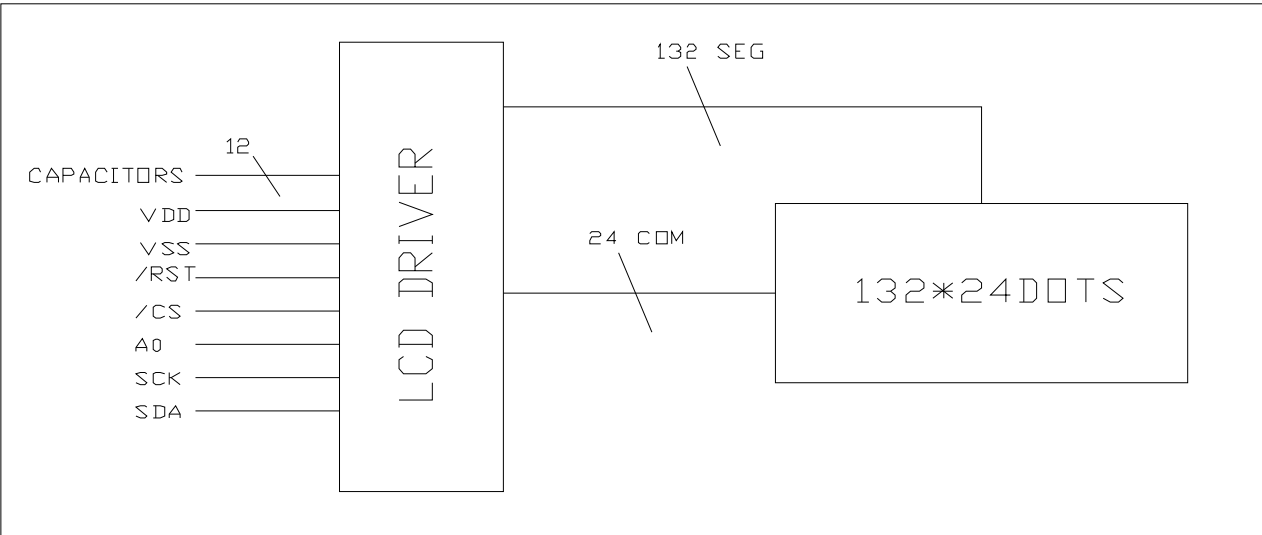 132 SEG
12
CAPACITORS
VDD
VSS
/RST
/CS
A0
SCK
SDA
LCD DRIVER
24 COM
132*24DOTS